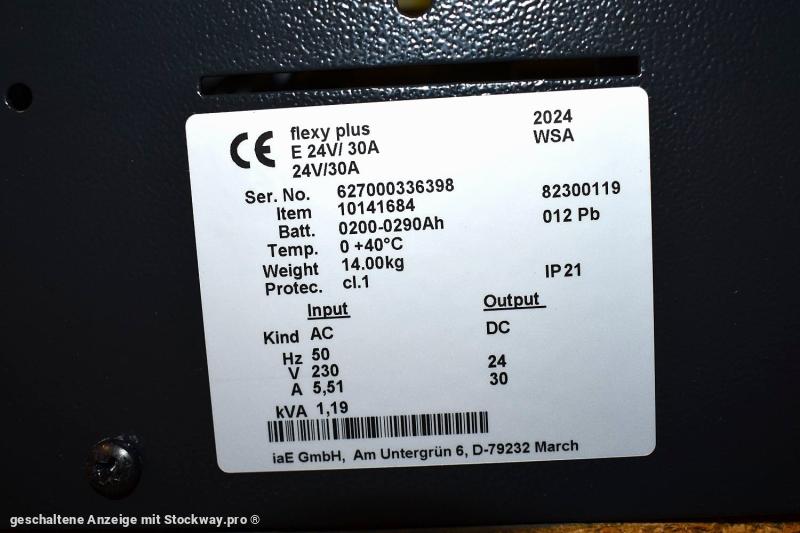 CE flexy plus 2024
E 24V/ 30A WSA
24V/30A
Ser. No. 627000336398 82300119
Item 10141684
Batt. 0200-0290Ah 012 Pb
Temp. 0 +40°C
Weight 14.00kg IP21
Protec. cl.1
Input Output
Kind AC DC
Hz 50
V 230 24
A 5,51 30
kVA 1,19
iaE GmbH, Am Untergrün 6, D-79232 March
geschaltene Anzeige mit Stockway.pro ®